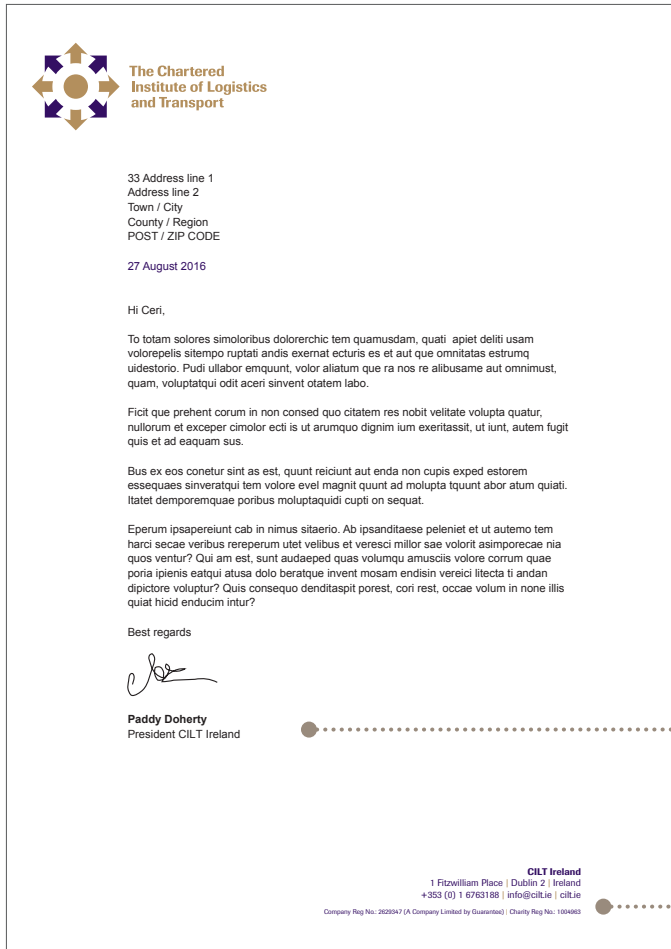 The Chartered
Institute of Logistics
and Transport
33 Address line 1
Address line 2
Town / City
County / Region
POST / ZIP CODE
27 August 2016
Hi Ceri,
To totam solores simoloribus dolorerchic tem quamusdam, quati apiet deliti usam
volorepelis sitempo ruptati andis exernat ecturis es et aut que omnitatas estrumq
uidestorio. Pudi ullabor emquunt, volor aliatum que ra nos re alibusame aut omnimust,
quam, voluptatqui odit aceri sinvent otatem labo.
Ficit que prehent corum in non consed quo citatem res nobit velitate volupta quatur,
nullorum et exceper cimolor ecti is ut arumquo dignim ium exeritassit, ut iunt, autem fugit
quis et ad eaquam sus.
Bus ex eos conetur sint as est, quunt reiciunt aut enda non cupis exped estorem
essequaes sinveratqui tem volore evel magnit quunt ad molupta tquunt abor atum quiati.
Itatet demporemquae poribus moluptaquidi cupti on sequat.
Eperum ipsapereiunt cab in nimus sitaerio. Ab ipsanditaese peleniet et ut autemo tem
harci secae veribus rereperum utet velibus et veresci millor sae volorit asimporecae nia
quos ventur? Qui am est, sunt audaeped quas volumqu amusciis volore corrum quae
poria ipienis eatqui atusa dolo beratque invent mosam endisin vereici litecta ti andan
dipictore voluptur? Quis consequo denditaspit porest, cori rest, occae volum in none illis
quiat hicid enducim intur?
Best regards
Paddy Doherty
President CILT Ireland
CILT Ireland
1 Fitzwilliam Place | Dublin 2 | Ireland
+353 (0) 1 6763188 | info@cilt.ie | cilt.ie
Company Reg No.: 2629347 (A Company Limited by Guarantee) | Charity Reg No.: 1004963